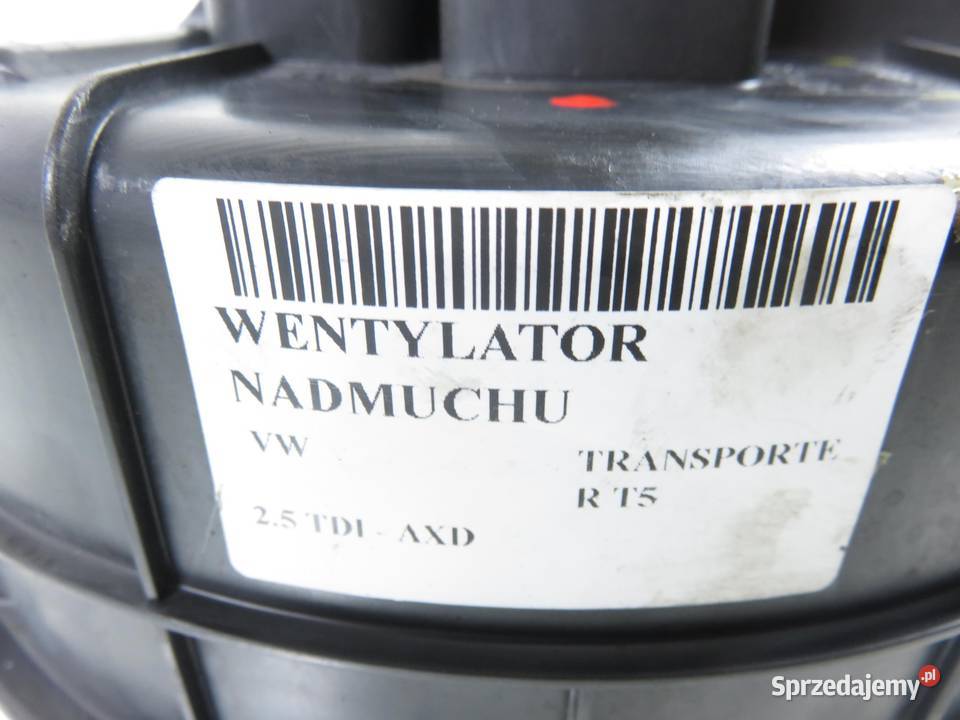 WENTYLATOR
NADMUCHU
VW
TRANSPORTE
R T5
2.5 TDI - AXD
Sprzedajemy.pl